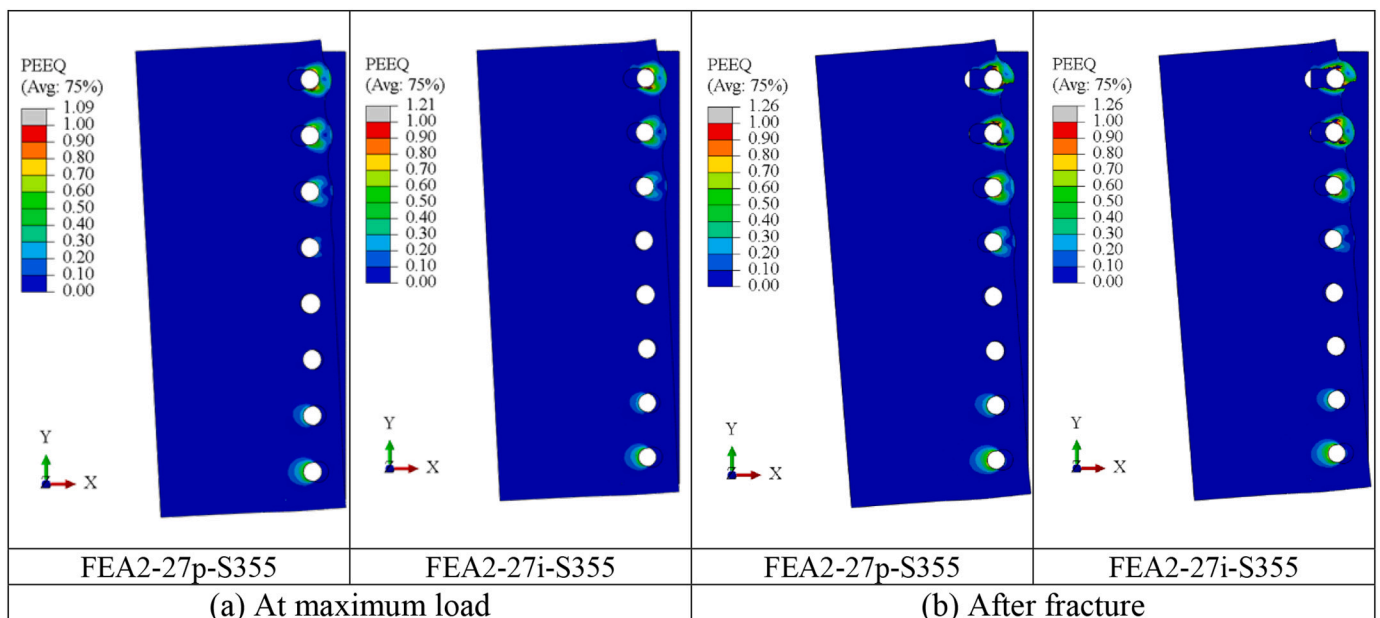 PEEQ
(Avg: 75%)
1.09
1.00
0.90
0.80
0.70
0.60
0.50
0.40
0.30
0.20
0.10
0.00
Y
X
PEEQ
(Avg: 75%)
1.21
1.00
0.90
0.80
0.70
0.60
0.50
0.40
0.30
0.20
0.10
0.00
Y
X
PEEQ
(Avg: 75%)
1.26
1.00
0.90
0.80
0.70
0.60
0.50
0.40
0.30
0.20
0.10
0.00
Y
X
PEEQ
(Avg: 75%)
1.26
1.00
0.90
0.80
0.70
0.60
0.50
0.40
0.30
0.20
0.10
0.00
Y
X
FEA2-27p-S355
FEA2-27i-S355
FEA2-27p-S355
FEA2-27i-S355
(a) At maximum load
(b) After fracture